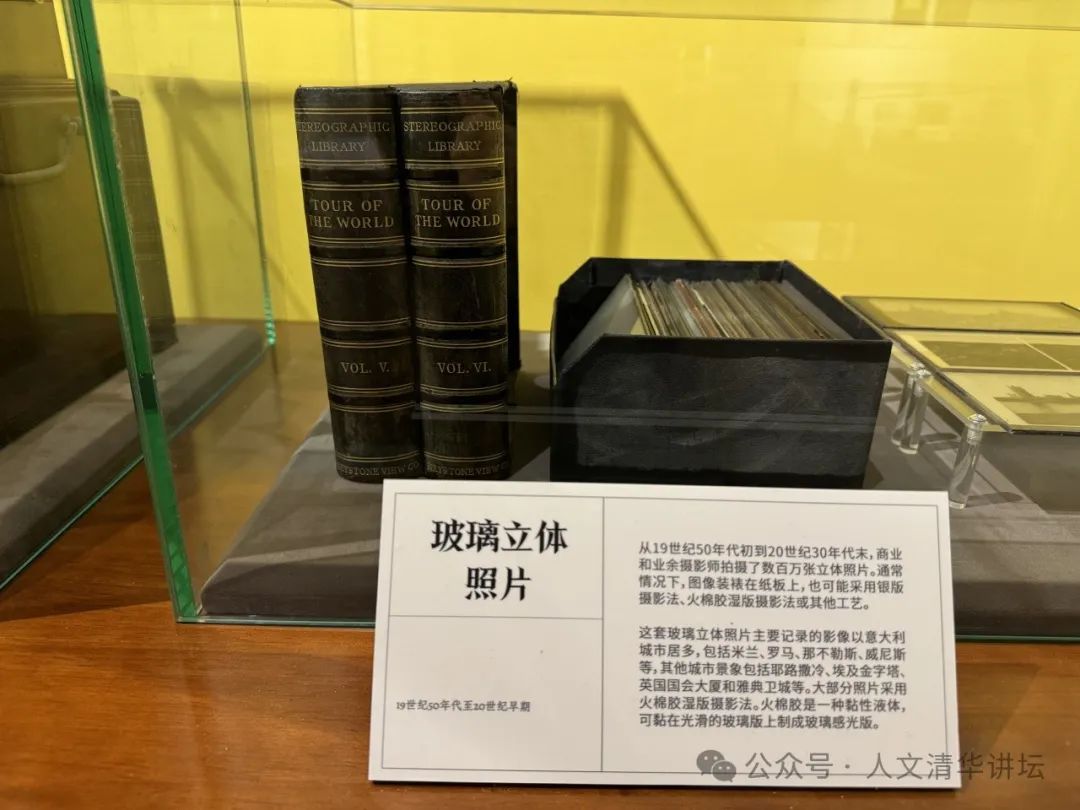 STEREOGRAPHIC
LIBRARY
TOUR OF
THE WORLD
VOL. V.
KEYSTONE VIEW CO
STEREOGRAPHIC
LIBRARY
TOUR OF
THE WORLD
VOL. VI.
KEYSTONE VIEW CO
玻璃立体
照片
19世纪50年代至20世纪早期
从19世纪50年代初到20世纪30年代末，商业
和业余摄影师拍摄了数百万张立体照片。通常
情况下，图像装裱在纸板上，也可能采用银版
摄影法、火棉胶湿版摄影法或其他工艺。
这套玻璃立体照片主要记录的影像以意大利
城市居多，包括米兰、罗马、那不勒斯、威尼斯
等，其他城市景象包括耶路撒冷、埃及金字塔、
英国国会大厦和雅典卫城等。大部分照片采用
火棉胶湿版摄影法。火棉胶是一种黏性液体，
可黏在光滑的玻璃版上制成玻璃感光版。
公众号·人文清华讲坛